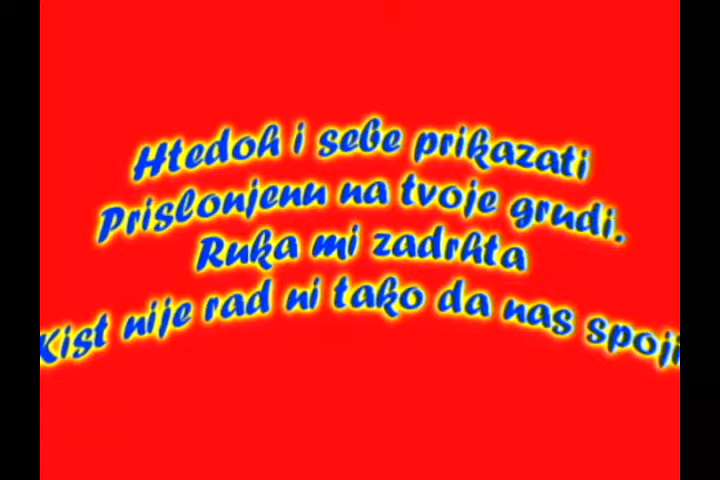 Htedoh i sebe prikazati
Prislonjenu na tvoje grudi.
Ruka mi zadrhta
Kist nije rad ni tako da nas spoji